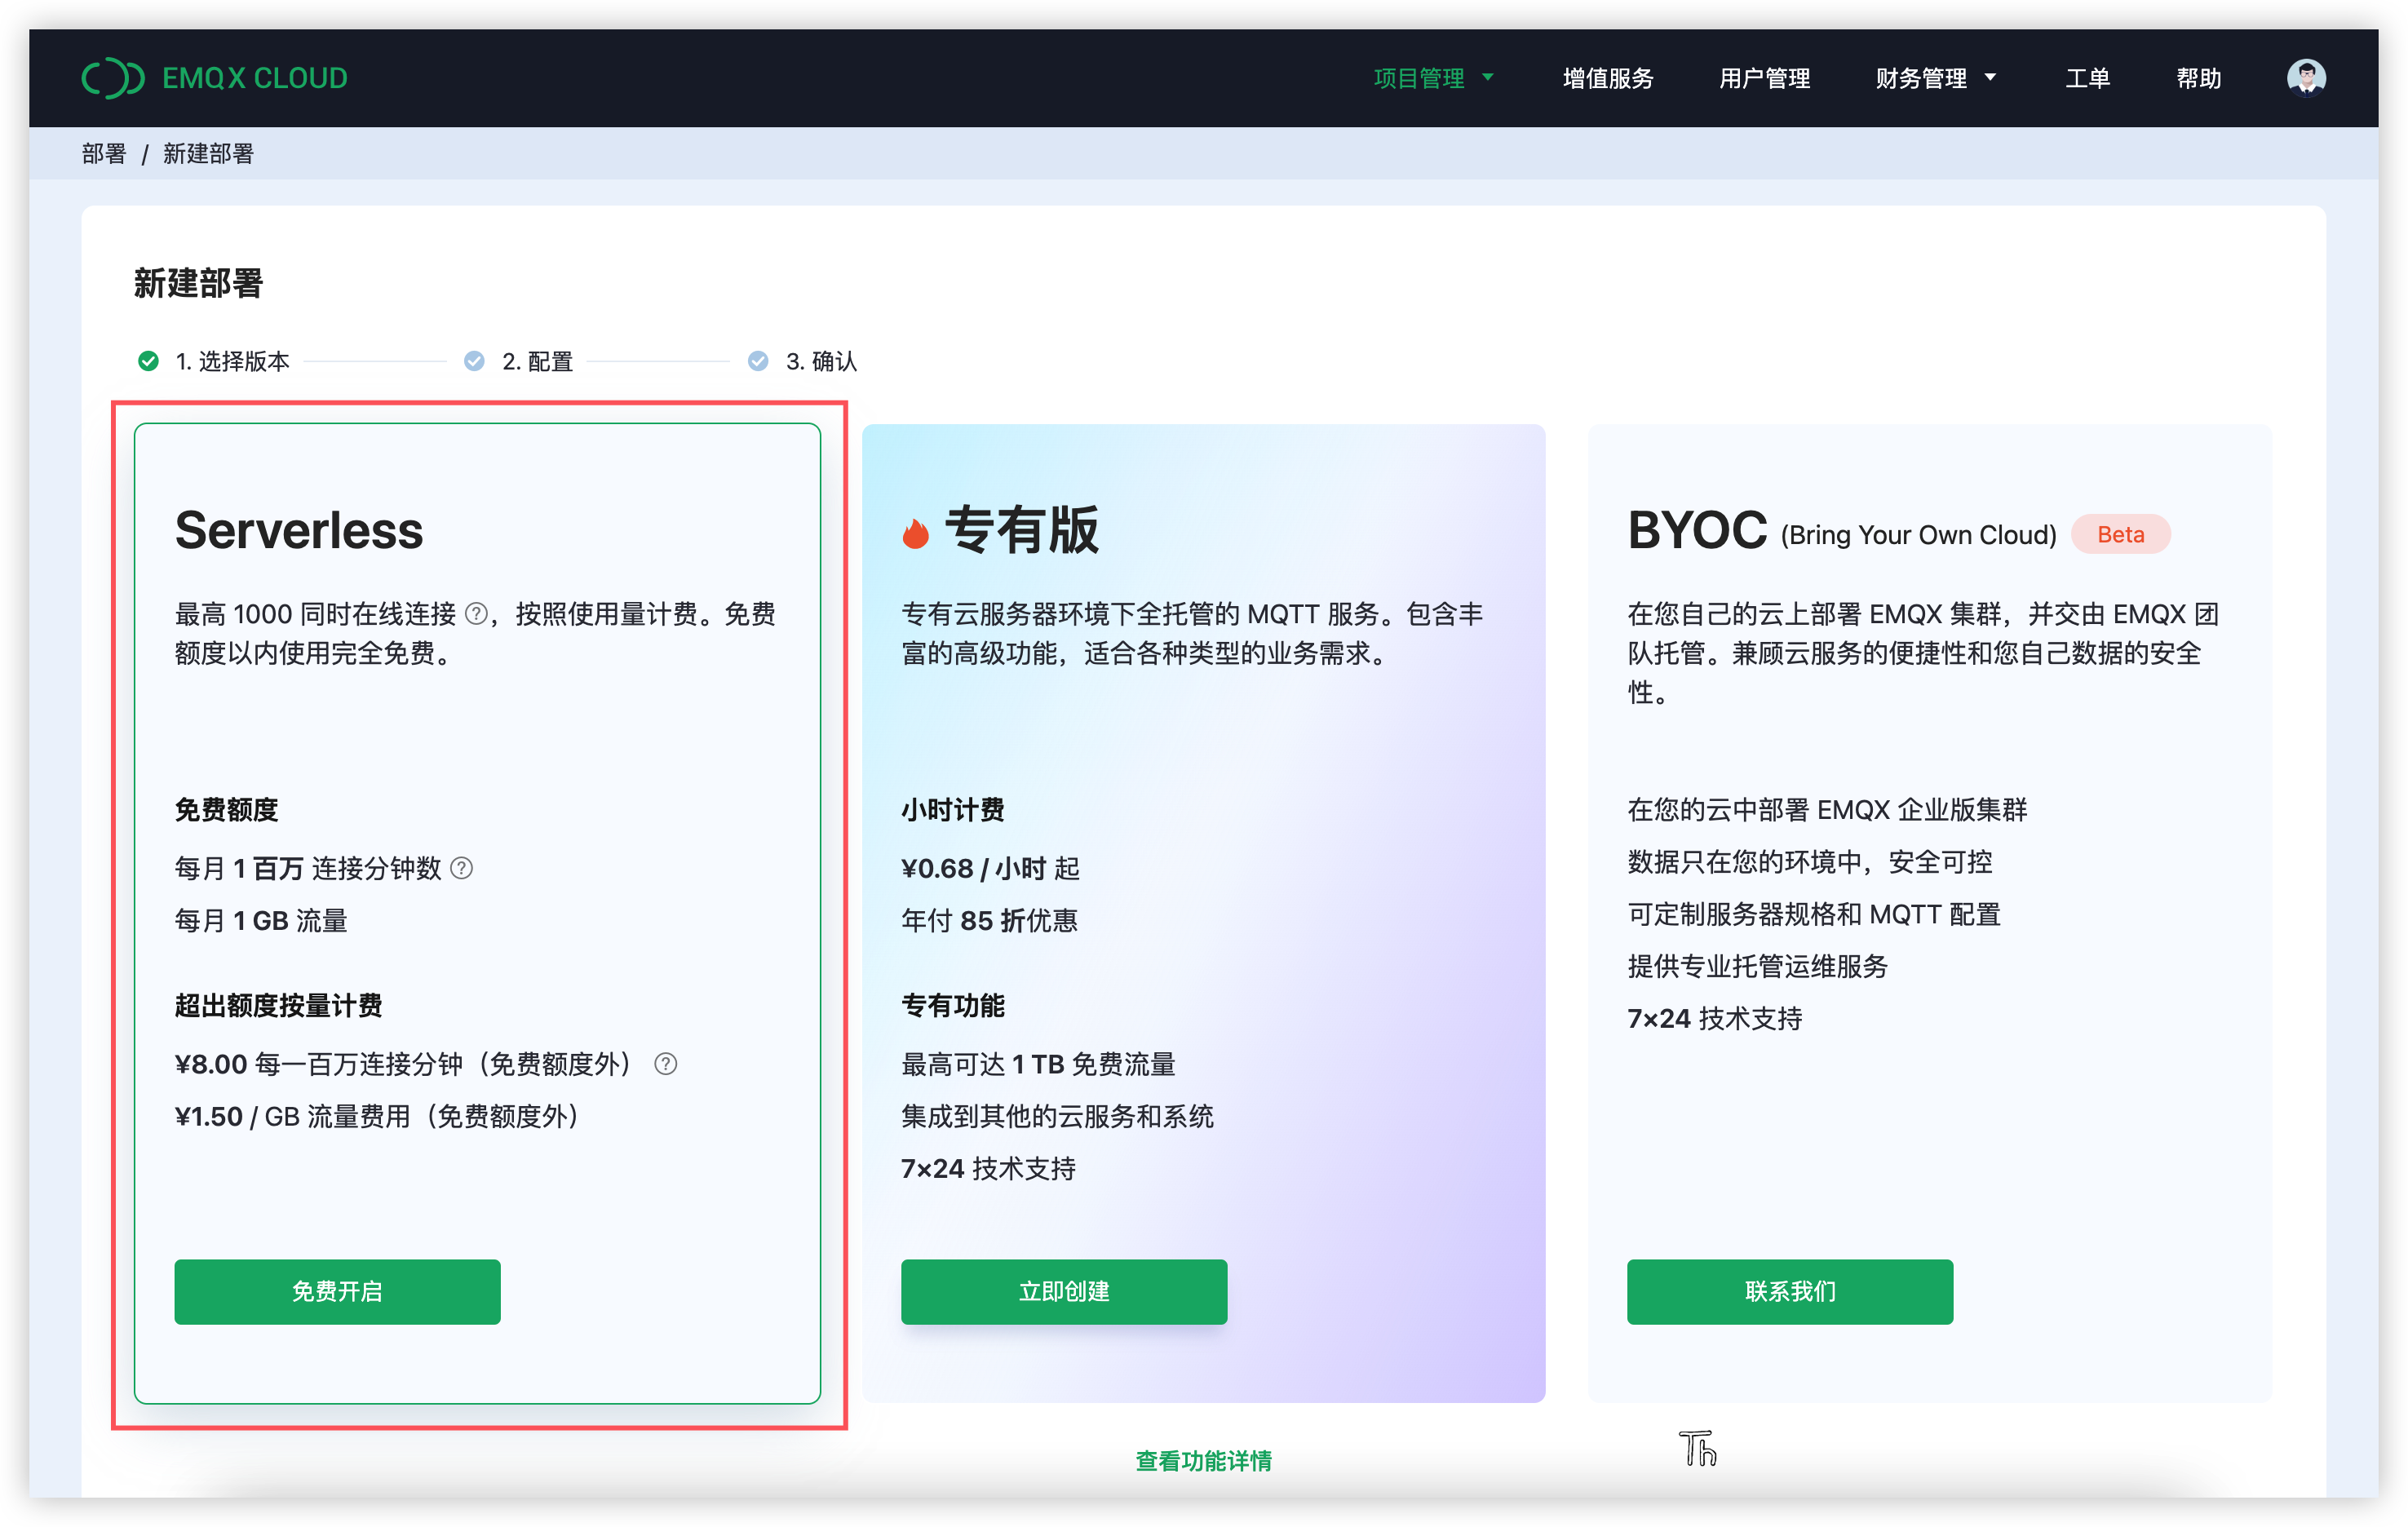 EMQX CLOUD
项目管理
增值服务
用户管理
财务管理
工单
帮助
部署 / 新建部署
新建部署
1. 选择版本
2. 配置
3. 确认
Serverless
最高 1000 同时在线连接 ?，按照使用量计费。免费
额度以内使用完全免费。
免费额度
每月 1 百万 连接分钟数 ?
每月 1 GB 流量
超出额度按量计费
¥8.00 每一百万连接分钟（免费额度外） ?
¥1.50 / GB 流量费用（免费额度外）
免费开启
专有版
专有云服务器环境下全托管的 MQTT 服务。包含丰
富的高级功能，适合各种类型的业务需求。
小时计费
¥0.68 / 小时 起
年付 85 折优惠
专有功能
最高可达 1 TB 免费流量
集成到其他的云服务和系统
7×24 技术支持
立即创建
BYOC (Bring Your Own Cloud) Beta
在您自己的云上部署 EMQX 集群，并交由 EMQX 团
队托管。兼顾云服务的便捷性和您自己数据的安全
性。
在您的云中部署 EMQX 企业版集群
数据只在您的环境中，安全可控
可定制服务器规格和 MQTT 配置
提供专业托管运维服务
7×24 技术支持
联系我们
查看功能详情
Th